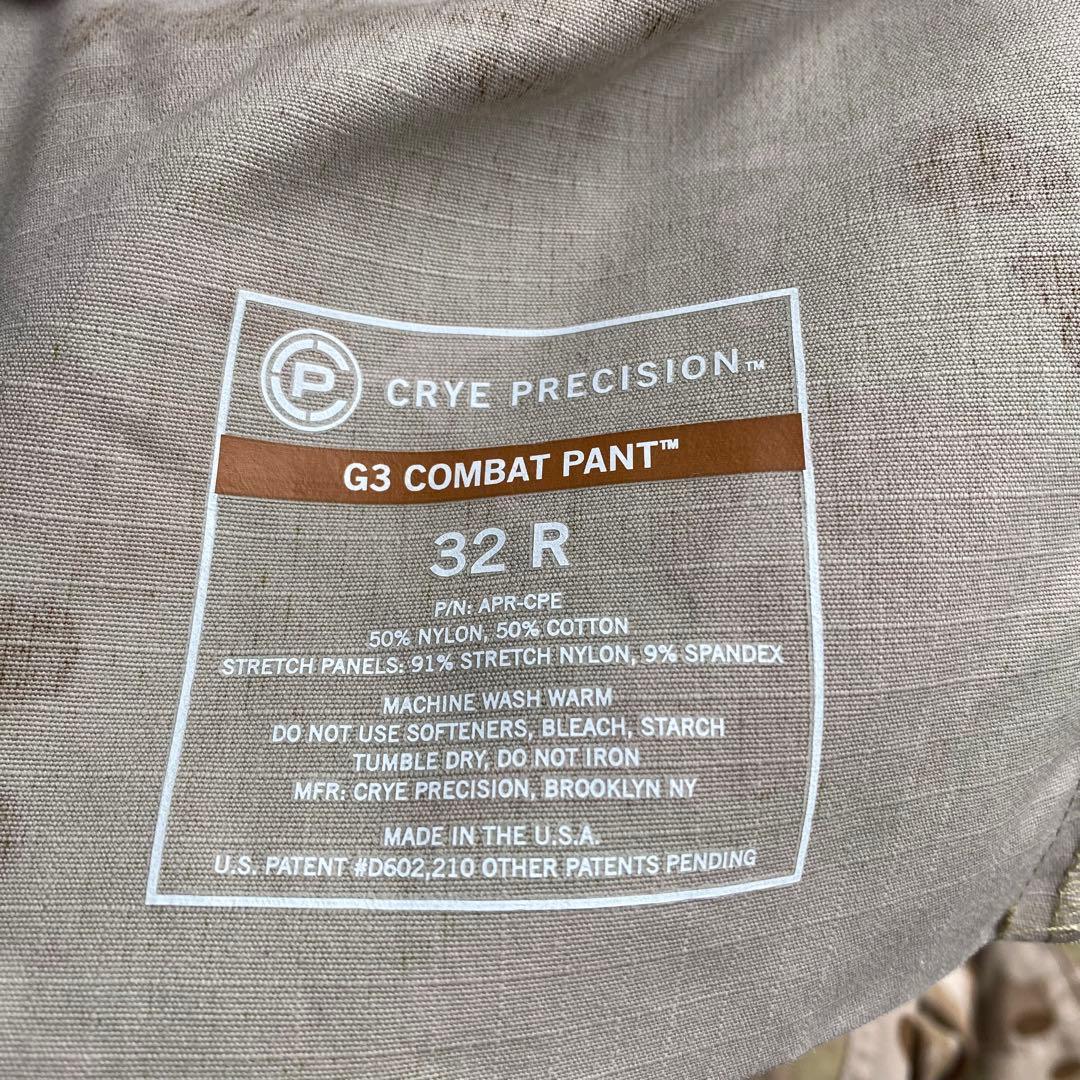 CP CRYE PRECISION™
G3 COMBAT PANT™
32 R
P/N: APR-CPE
50% NYLON, 50% COTTON
STRETCH PANELS: 91% STRETCH NYLON, 9% SPANDEX
MACHINE WASH WARM
DO NOT USE SOFTENERS, BLEACH, STARCH
TUMBLE DRY, DO NOT IRON
MFR: CRYE PRECISION, BROOKLYN NY
MADE IN THE U.S.A.
U.S. PATENT #D602,210 OTHER PATENTS PENDING